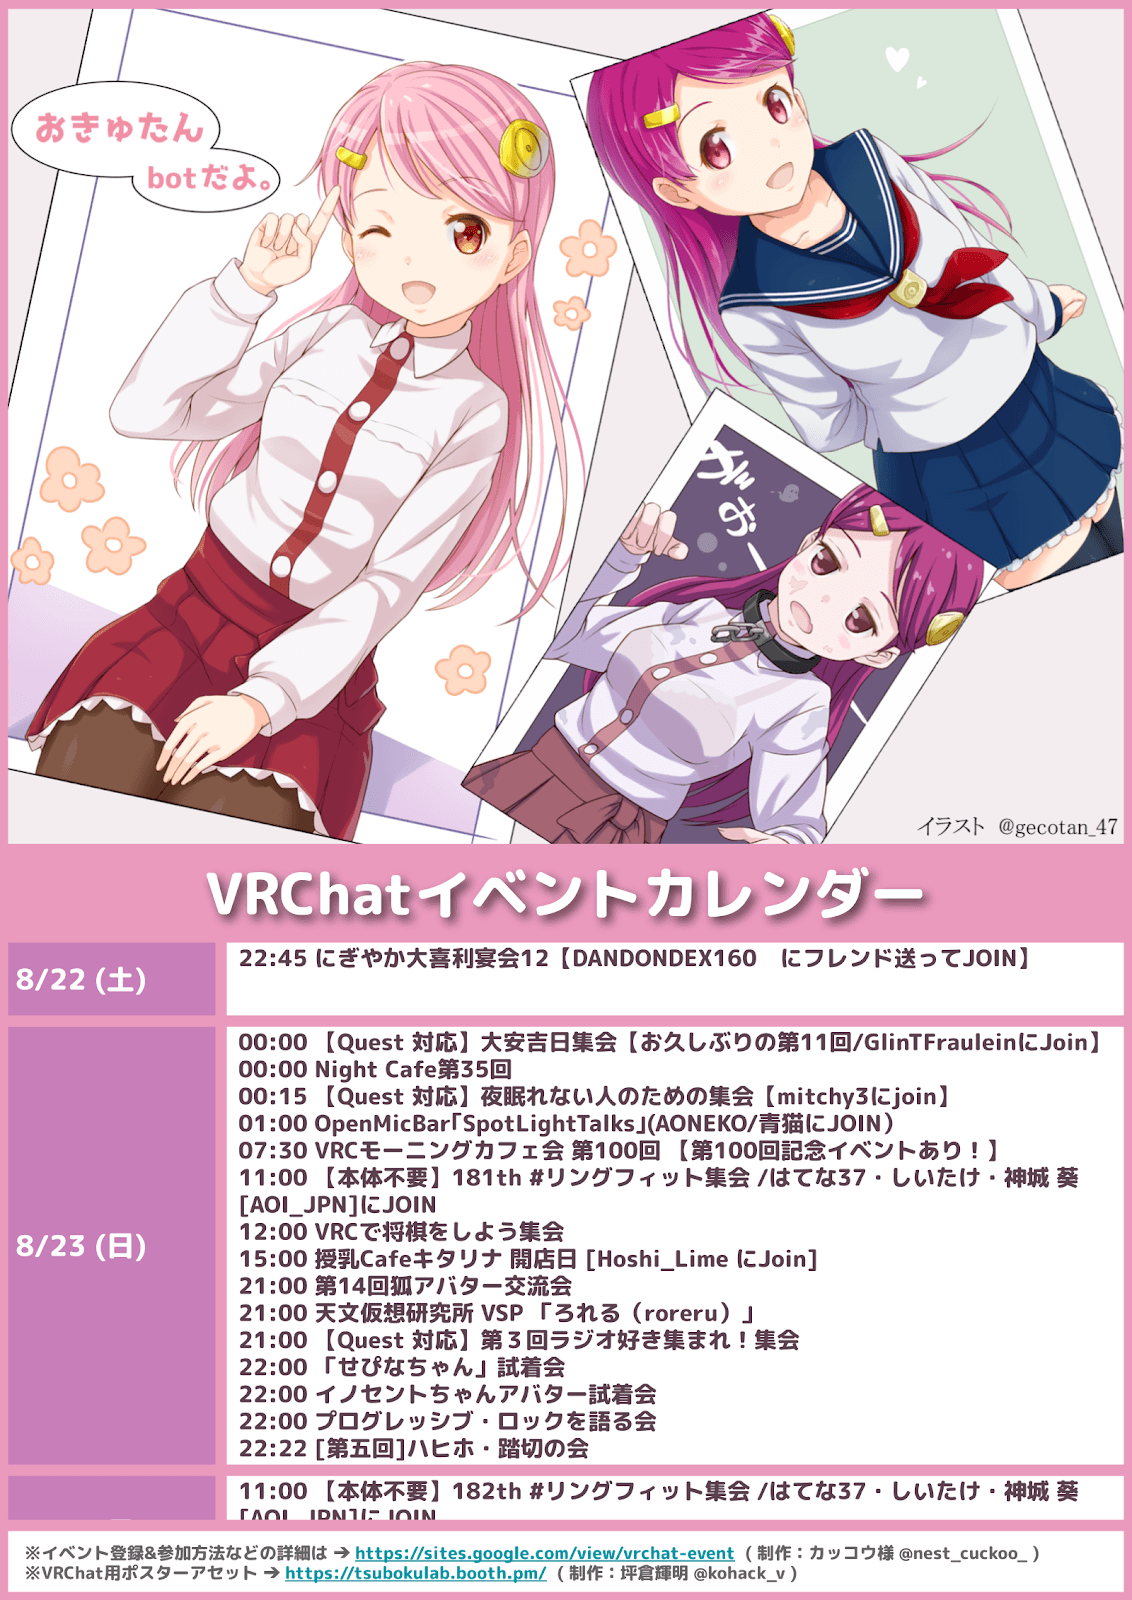 おきゅたん
botだよ。
がおー
イラスト @gecotan_47
VRChatイベントカレンダー
8/22 (土)
22:45 にぎやか大喜利宴会12【DANDONDEX160　にフレンド送ってJOIN】
8/23 (日)
00:00 【Quest 対応】大安吉日集会【お久しぶりの第11回/GlinTFrauleinにJoin】
00:00 Night Cafe第35回
00:15 【Quest 対応】夜眠れない人のための集会【mitchy3にjoin】
01:00 OpenMicBar｢SpotLightTalks｣(AONEKO/青猫にJOIN）
07:30 VRCモーニングカフェ会 第100回 【第100回記念イベントあり！】
11:00 【本体不要】181th #リングフィット集会 /はてな37・しいたけ・神城 葵
[AOI_JPN]にJOIN
12:00 VRCで将棋をしよう集会
15:00 授乳Cafeキタリナ 開店日 [Hoshi_Lime にJoin]
21:00 第14回狐アバター交流会
21:00 天文仮想研究所 VSP 「ろれる（roreru）」
21:00 【Quest 対応】第３回ラジオ好き集まれ！集会
22:00 「せぴなちゃん」試着会
22:00 イノセントちゃんアバター試着会
22:00 プログレッシブ・ロックを語る会
22:22 [第五回]ハヒホ・踏切の会
11:00 【本体不要】182th #リングフィット集会 /はてな37・しいたけ・神城 葵
[AOI_JPN]にJOIN
※イベント登録&参加方法などの詳細は ➔ https://sites.google.com/view/vrchat-event （ 制作：カッコウ様 @nest_cuckoo_ ）
※VRChat用ポスターアセット ➔ https://tsubokulab.booth.pm/ （ 制作：坪倉輝明 @kohack_v ）